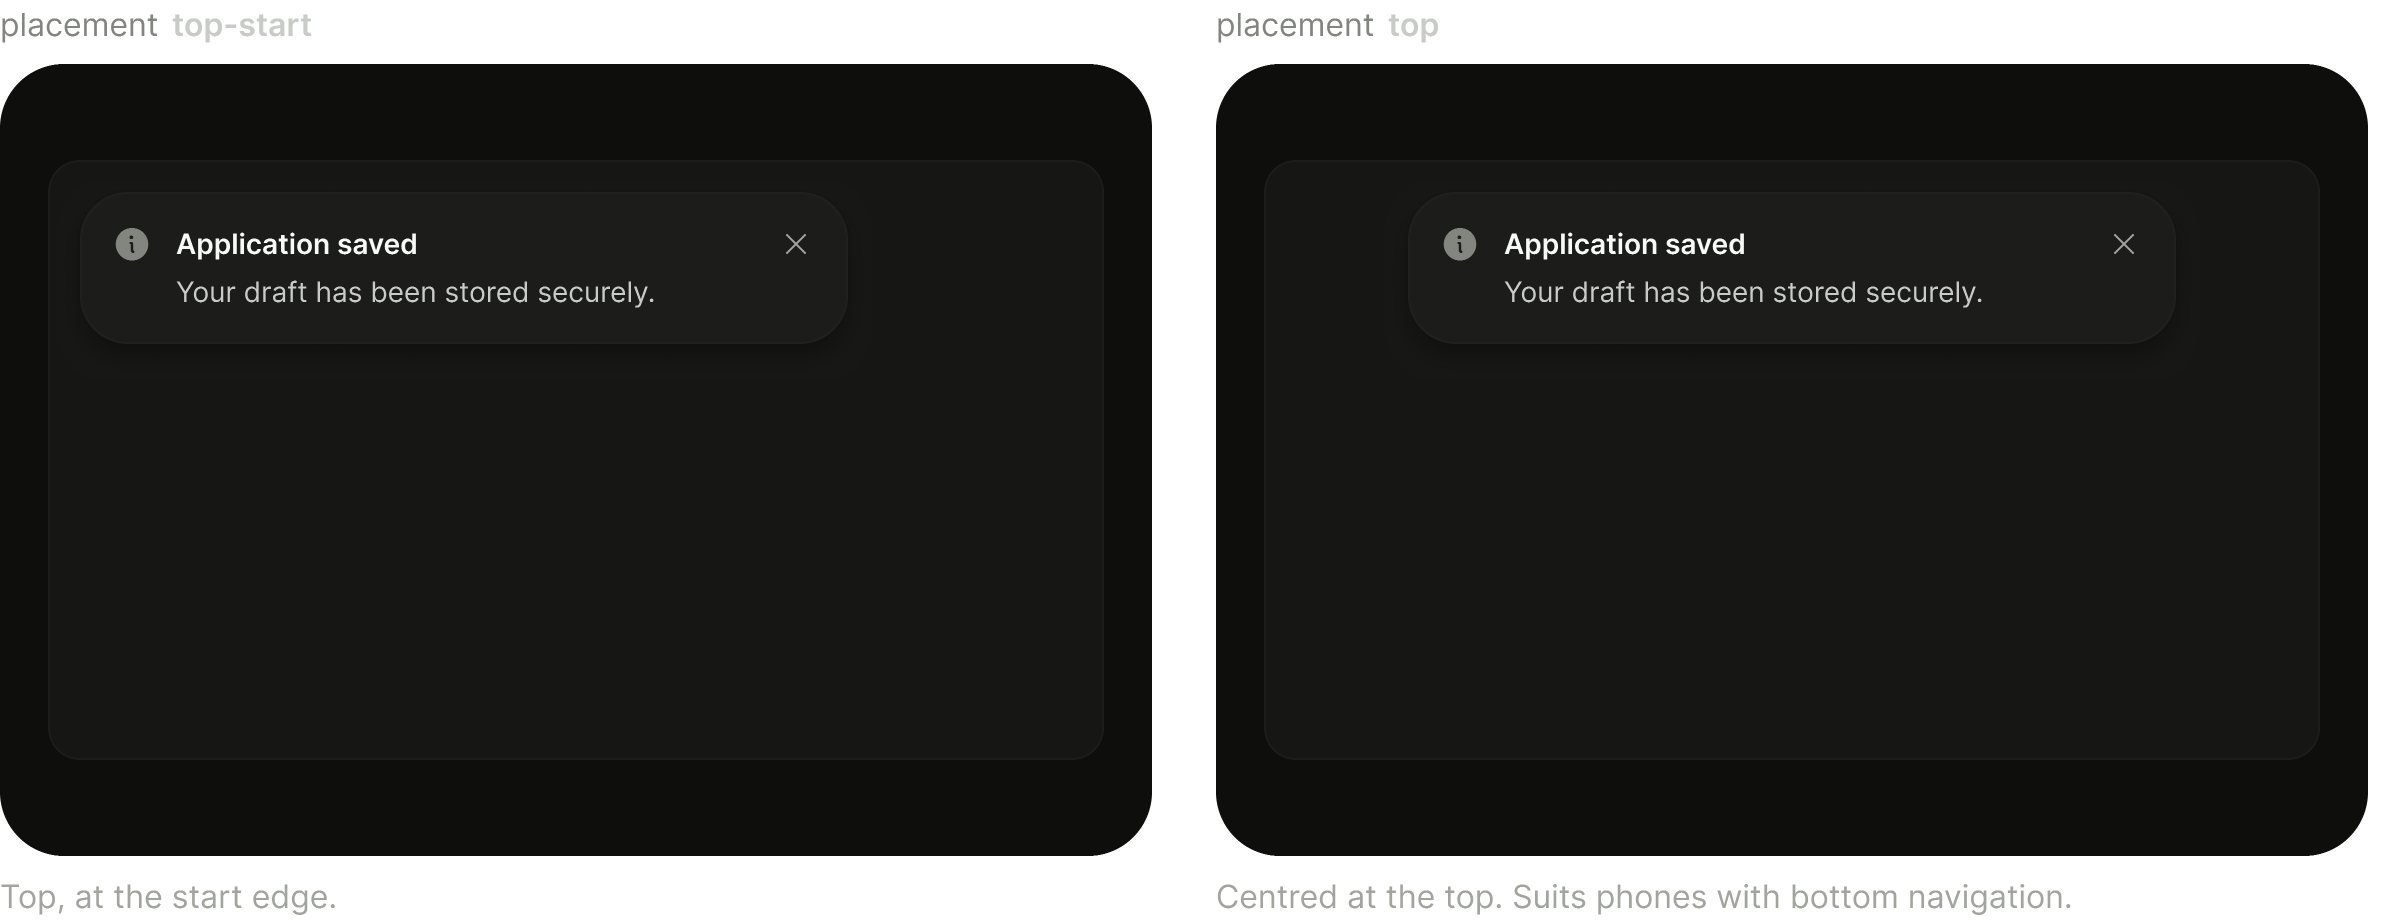 placement top-start
Application saved
Your draft has been stored securely.
Top, at the start edge.
placement top
Application saved
Your draft has been stored securely.
Centred at the top. Suits phones with bottom navigation.